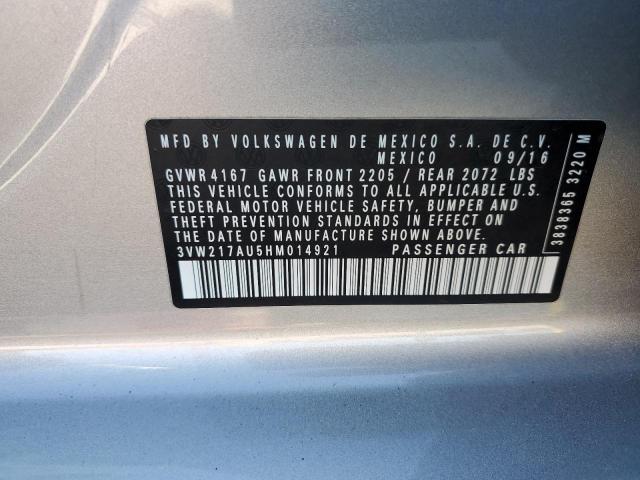 MFD BY VOLKSWAGEN DE MEXICO S.A. DE C.V.
MEXICO 09/16
GVWR 4167 GAWR FRONT 2205 / REAR 2072 LBS
THIS VEHICLE CONFORMS TO ALL APPLICABLE U.S.
FEDERAL MOTOR VEHICLE SAFETY, BUMPER AND
THEFT PREVENTION STANDARDS IN EFFECT ON
THE DATE OF MANUFACTURE SHOWN ABOVE
3VW217AU5HM014921 PASSENGER CAR
3838365 3220 M